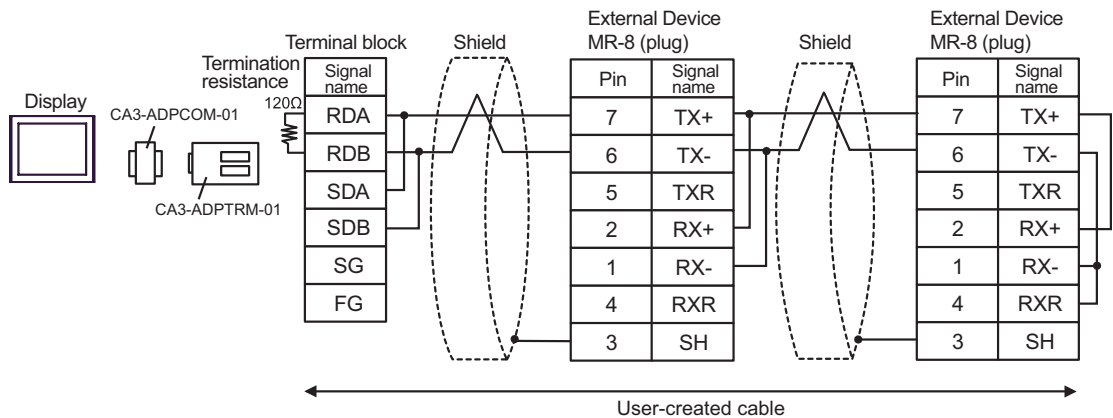 Display
CA3-ADPCOM-01
CA3-ADPTRM-01
Termination
resistance
120Ω
Terminal block
Signal
name
RDA
RDB
SDA
SDB
SG
FG
Shield
External Device
MR-8 (plug)
Pin Signal
name
7 TX+
6 TX-
5 TXR
2 RX+
1 RX-
4 RXR
3 SH
Shield
External Device
MR-8 (plug)
Pin Signal
name
7 TX+
6 TX-
5 TXR
2 RX+
1 RX-
4 RXR
3 SH
User-created cable